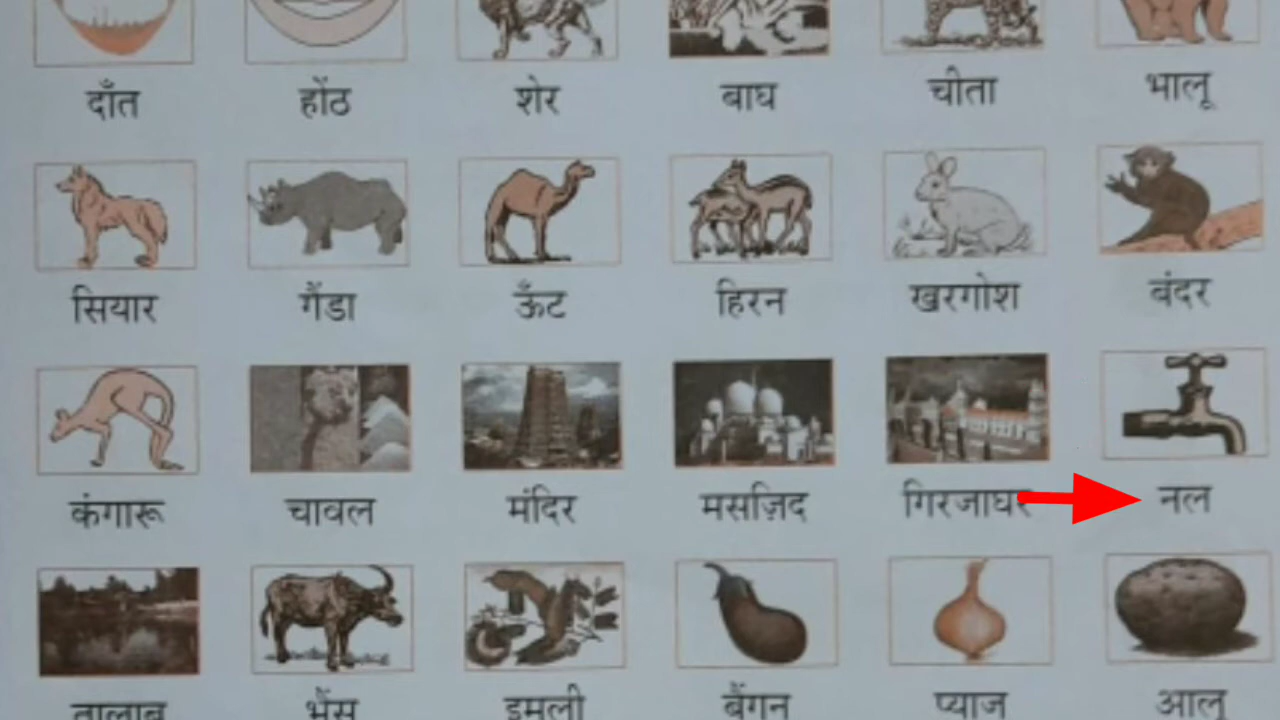 दाँत होंठ शेर बाघ चीता भालू
सियार गैंडा ऊँट हिरन खरगोश बंदर
कंगारू चावल मंदिर मसज़िद गिरजाघर नल
तालाब भैंस इमली बैंगन प्याज आलू